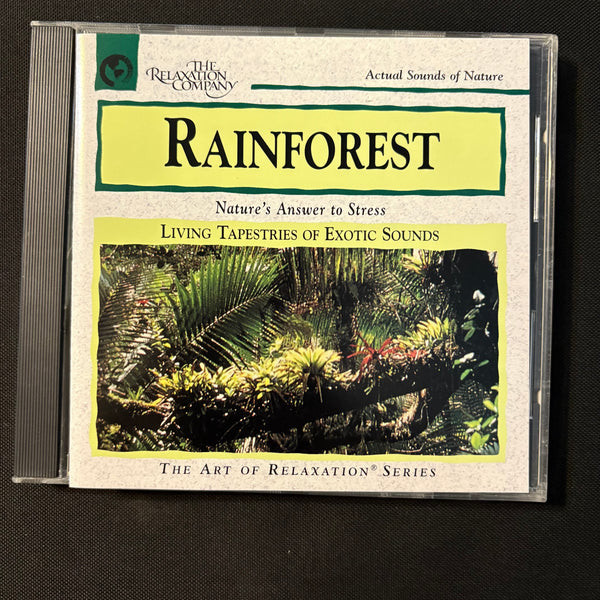 THE
RELAXATION
COMPANY
Actual Sounds of Nature
RAINFOREST
Nature's Answer to Stress
LIVING TAPESTRIES OF EXOTIC SOUNDS
THE ART OF RELAXATION® SERIES